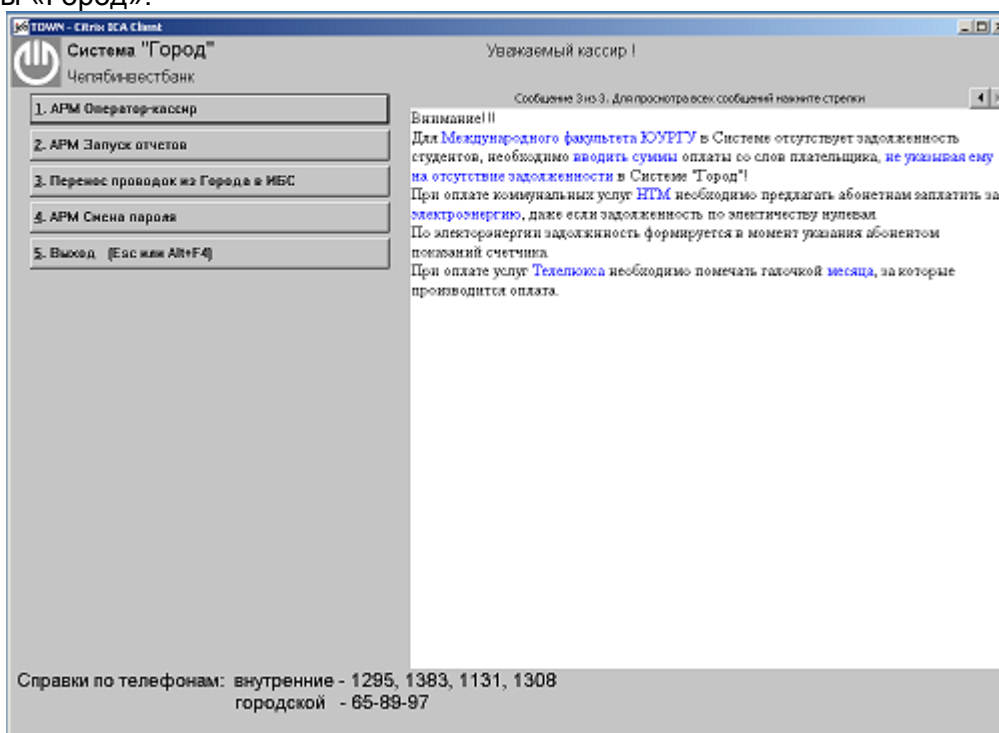 ы «Город».
TOWN - Citrix ICA Client
Система "Город"
Челябинвестбанк
Уважаемый кассир !
1. АРМ Оператор-кассир
2. АРМ Запуск отчетов
3. Перенос проводок из Города в ИБС
4. АРМ Смена пароля
5. Выход (Esc или Alt+F4)
Сообщение 3 из 3. Для просмотра всех сообщений нажмите стрелки
Внимание!!!
Для Международного факультета ЮУРГУ в Системе отсутствует задолженность
студентов, необходимо вводить суммы оплаты со слов плательщика, не указывая ему
на отсутствие задолженности в Системе "Город"!
При оплате коммунальных услуг НТМ необходимо предлагать абонетнам заплатить за
электроэнергию, даже если задолженность по электичеству нулевая.
По электорэнергии задолжнность формируется в момент указания абонентом
показаний счетчика.
При оплате услуг Телелюкса необходимо помечать галочкой месяца, за которые
производится оплата.
Справки по телефонам: внутренние - 1295, 1383, 1131, 1308
городской - 65-89-97